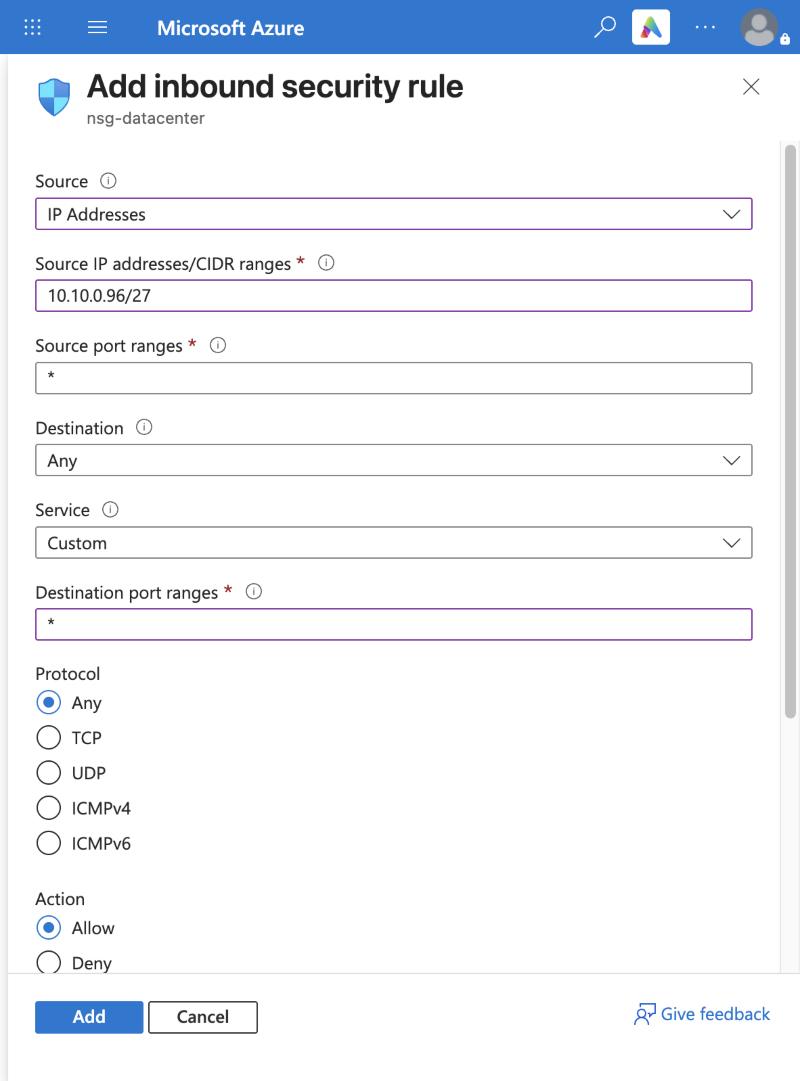 Microsoft Azure
Add inbound security rule
nsg-datacenter
Source
IP Addresses
Source IP addresses/CIDR ranges *
10.10.0.96/27
Source port ranges *
*
Destination
Any
Service
Custom
Destination port ranges *
*
Protocol
Any
TCP
UDP
ICMPv4
ICMPv6
Action
Allow
Deny
Add Cancel Give feedback